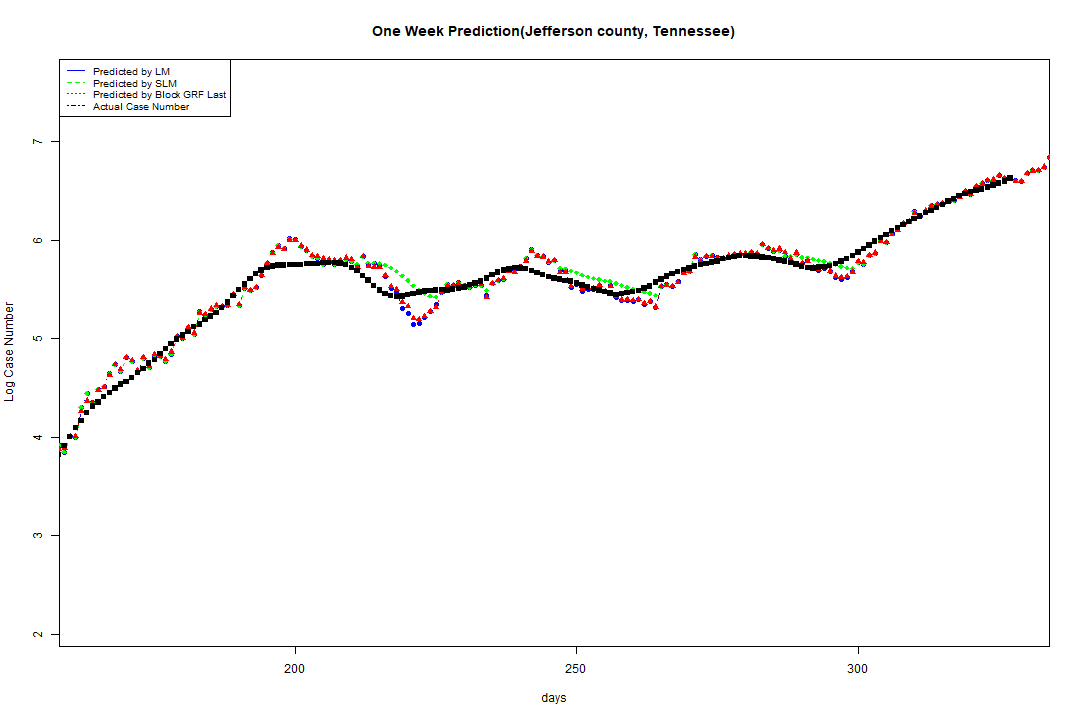 One Week Prediction(Jefferson county, Tennessee)
Predicted by LM
Predicted by SLM
Predicted by Block GRF Last
Actual Case Number
7
6
5
4
3
2
Log Case Number
200 250 300
days